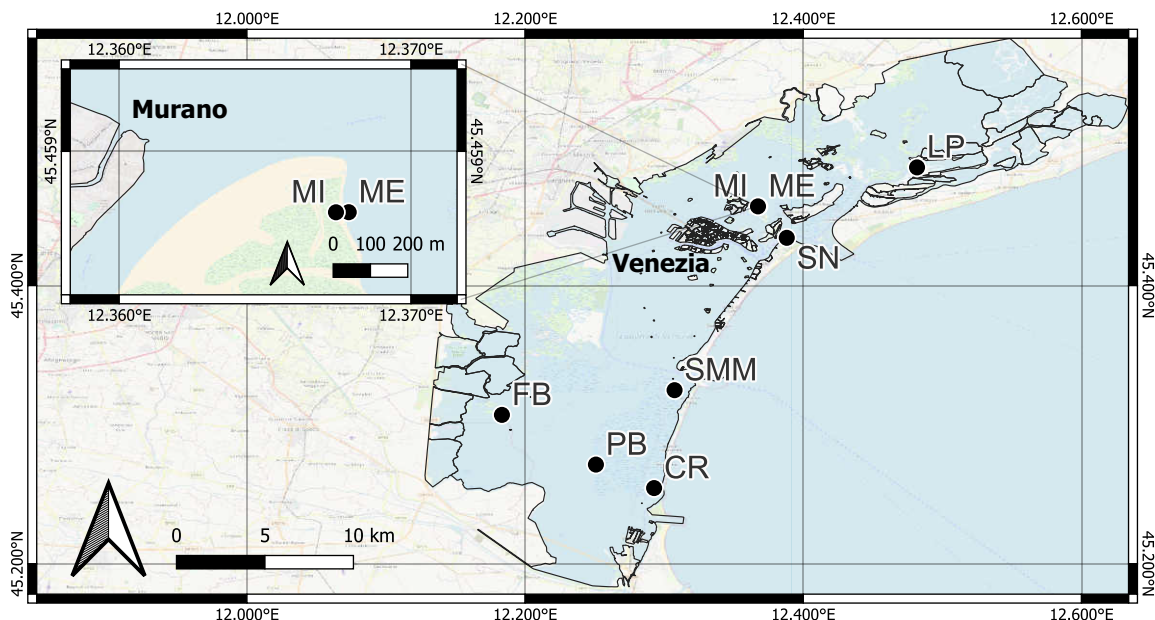 12.000°E 12.200°E 12.400°E 12.600°E
12.360°E 12.370°E
Murano
45.459°N 45.459°N
MI ME
0 100 200 m
12.360°E 12.370°E
LP
MI ME
SN
Venezia
45.400°N 45.400°N
SMM
FB
PB
CR
0 5 10 km
45.200°N 45.200°N
12.000°E 12.200°E 12.400°E 12.600°E